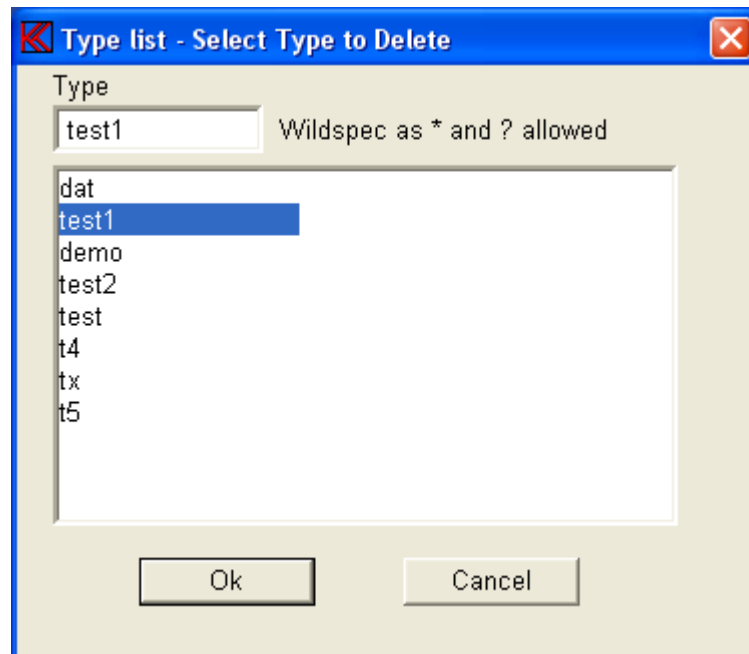 Type list - Select Type to Delete
Type
test1 Wildspec as * and ? allowed
dat
test1
demo
test2
test
t4
tx
t5
Ok Cancel